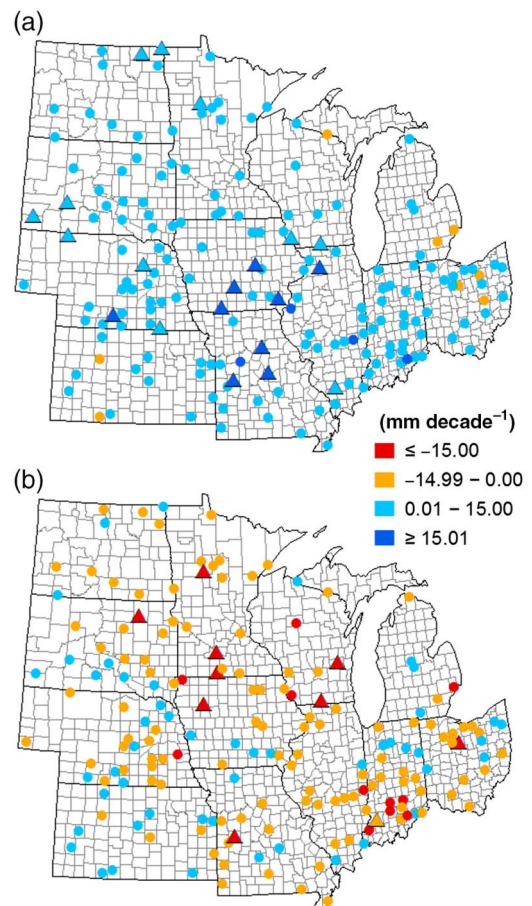 (a)
(mm decade⁻¹)
≤ −15.00
−14.99 – 0.00
0.01 – 15.00
≥ 15.01
(b)